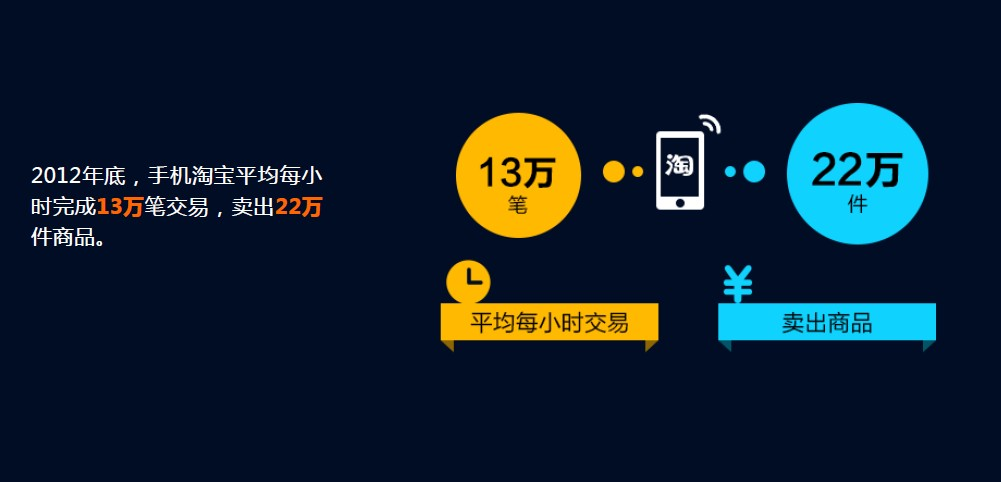 2012年底，手机淘宝平均每小
时完成13万笔交易，卖出22万
件商品。
13万
笔
淘
22万
件
¥
平均每小时交易
卖出商品